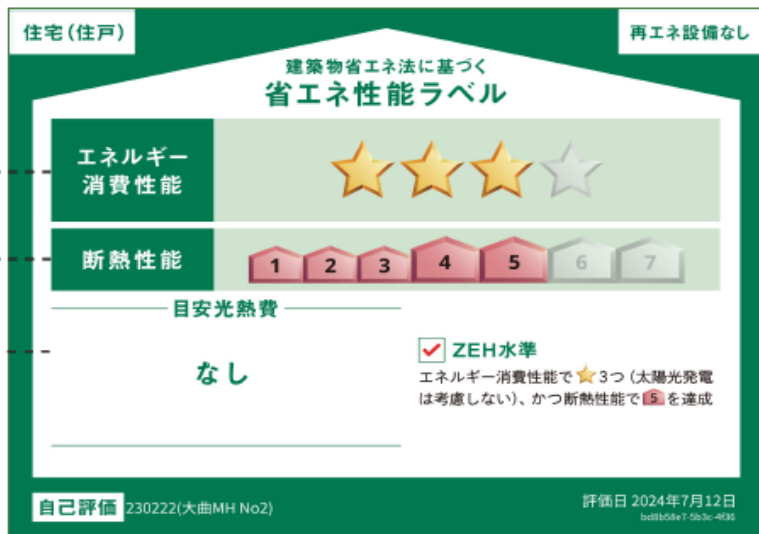 住宅(住戸)
再エネ設備なし
建築物省エネ法に基づく
省エネ性能ラベル
エネルギー
消費性能
断熱性能
1 2 3 4 5 6 7
目安光熱費
なし
ZEH水準
エネルギー消費性能で⭐3つ(太陽光発電
は考慮しない)、かつ断熱性能で5を達成
自己評価 230222(大曲MH No2)
評価日 2024年7月12日
bd8b58e7-5b3c-4f36